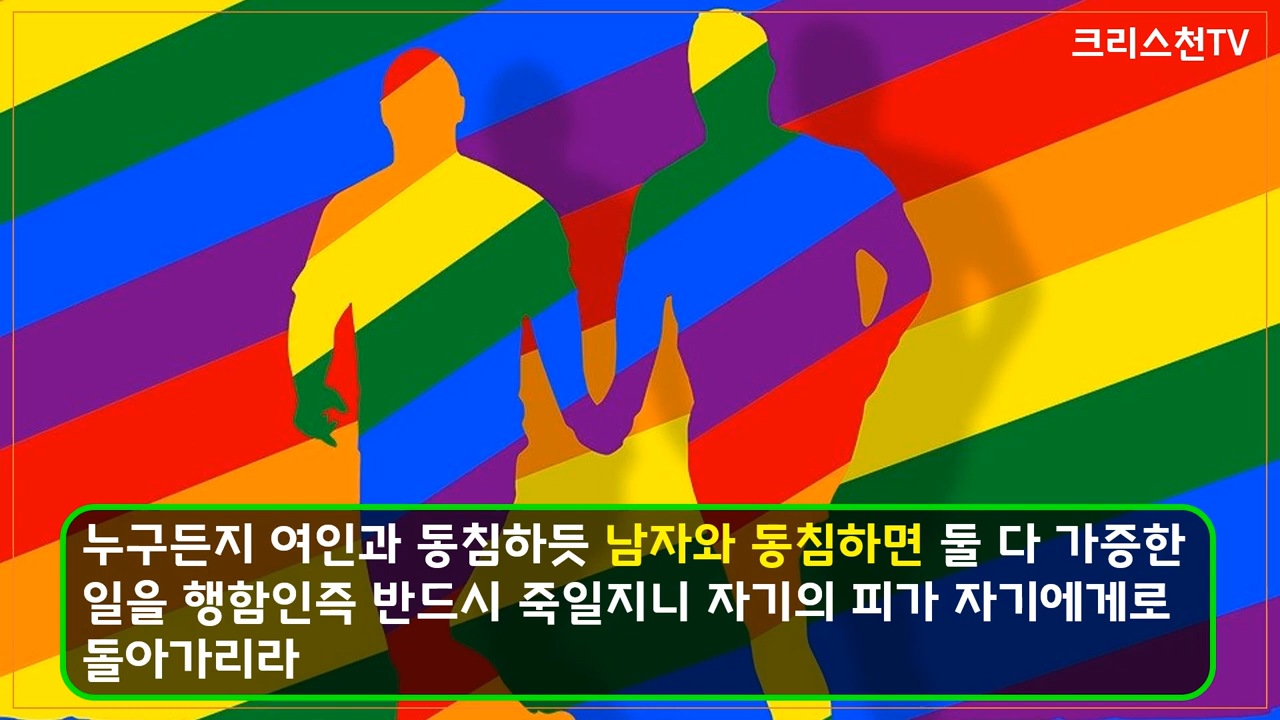 크리스천TV
누구든지 여인과 동침하듯 남자와 동침하면 둘 다 가증한
일을 행함인즉 반드시 죽일지니 자기의 피가 자기에게로
돌아가리라